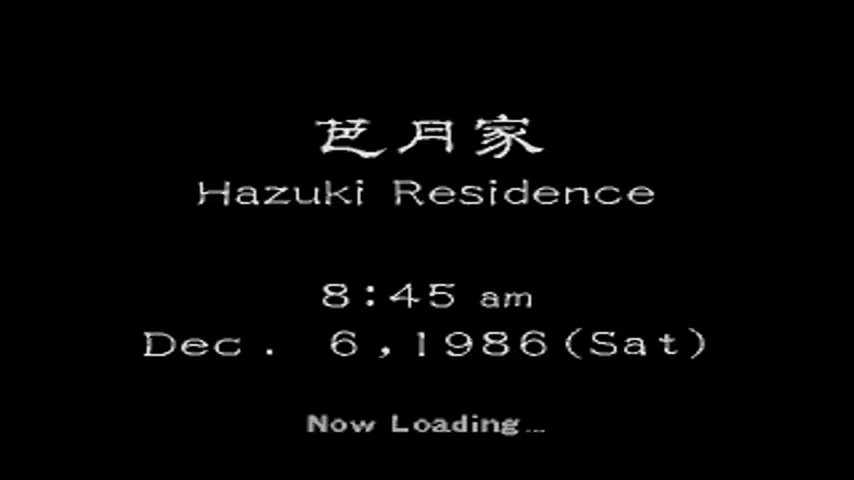 芭月家
Hazuki Residence
8:45 am
Dec. 6,1986(Sat)
Now Loading...